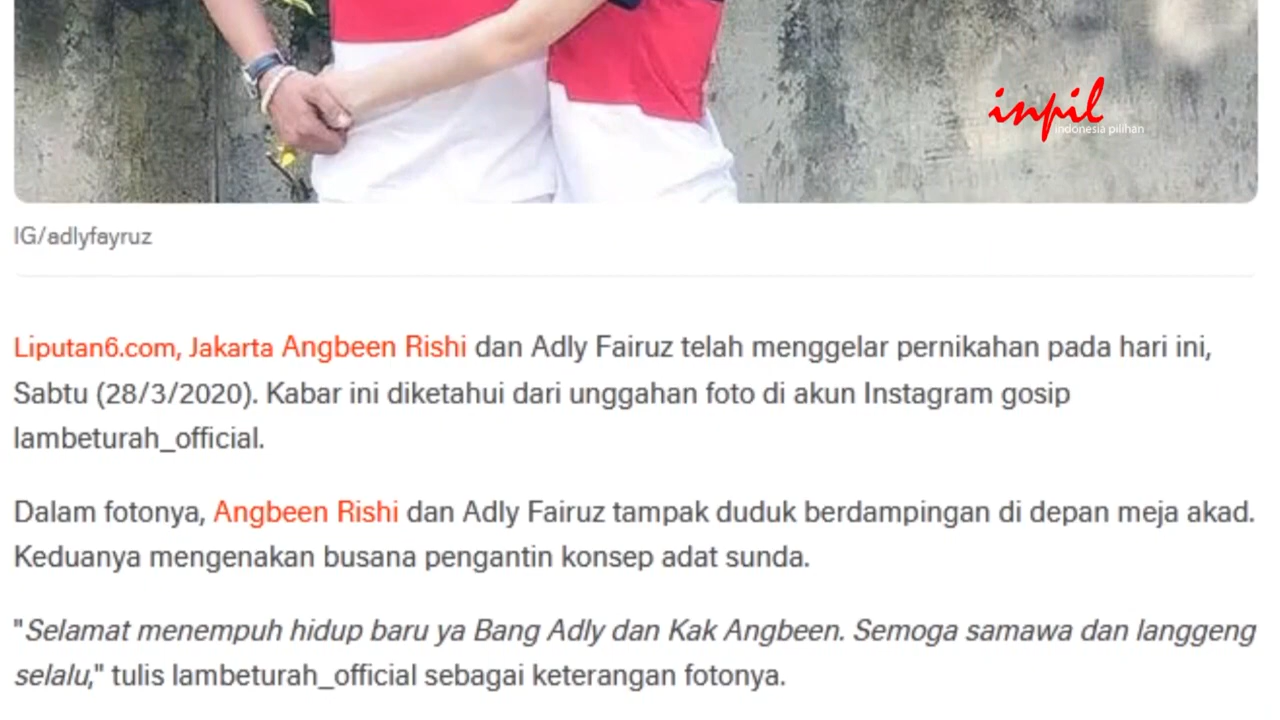 inpil
indonesia pilihan
IG/adlyfayruz
Liputan6.com, Jakarta Angbeen Rishi dan Adly Fairuz telah menggelar pernikahan pada hari ini,
Sabtu (28/3/2020). Kabar ini diketahui dari unggahan foto di akun Instagram gosip
lambeturah_official.
Dalam fotonya, Angbeen Rishi dan Adly Fairuz tampak duduk berdampingan di depan meja akad.
Keduanya mengenakan busana pengantin konsep adat sunda.
"Selamat menempuh hidup baru ya Bang Adly dan Kak Angbeen. Semoga samawa dan langgeng
selalu," tulis lambeturah_official sebagai keterangan fotonya.